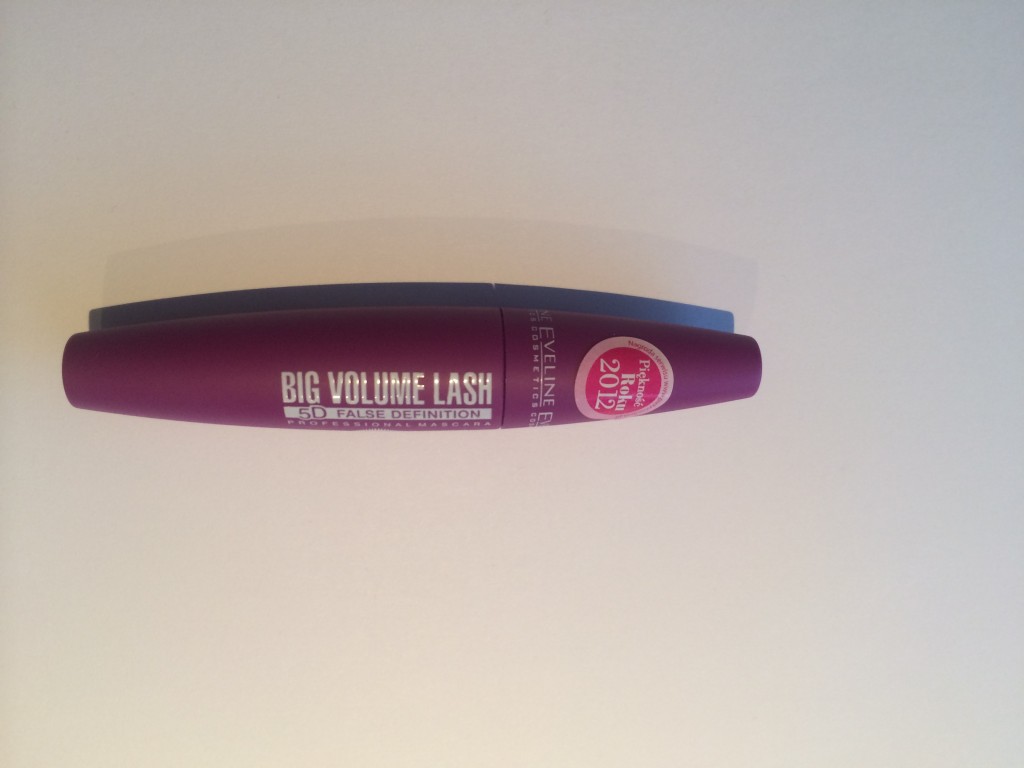 BIG VOLUME LASH
5D FALSE DEFINITION
PROFESSIONAL MASCARA
EVELINE
COSMETICS
Piękność
Roku
2012